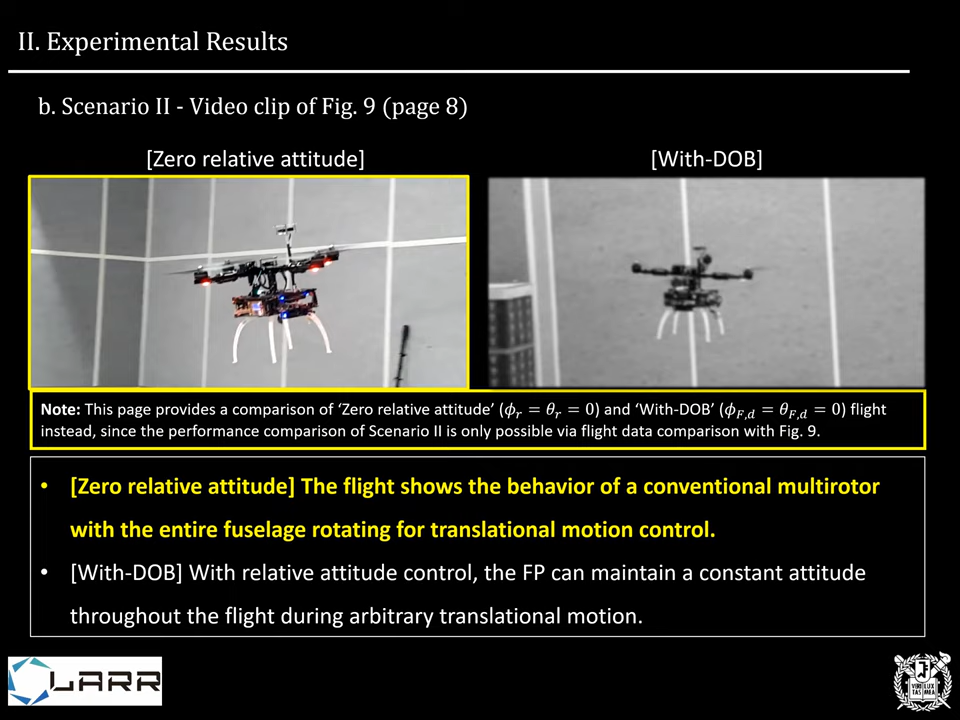 II. Experimental Results
b. Scenario II - Video clip of Fig. 9 (page 8)
[Zero relative attitude]
[With-DOB]
Note: This page provides a comparison of ‘Zero relative attitude’ (𝜙𝑟 = 𝜃𝑟 = 0) and ‘With-DOB’ (𝜙𝐹,𝑑 = 𝜃𝐹,𝑑 = 0) flight
instead, since the performance comparison of Scenario II is only possible via flight data comparison with Fig. 9.
• [Zero relative attitude] The flight shows the behavior of a conventional multirotor
with the entire fuselage rotating for translational motion control.
• [With-DOB] With relative attitude control, the FP can maintain a constant attitude
throughout the flight during arbitrary translational motion.
LARR
VERI LUX
TAS MEA